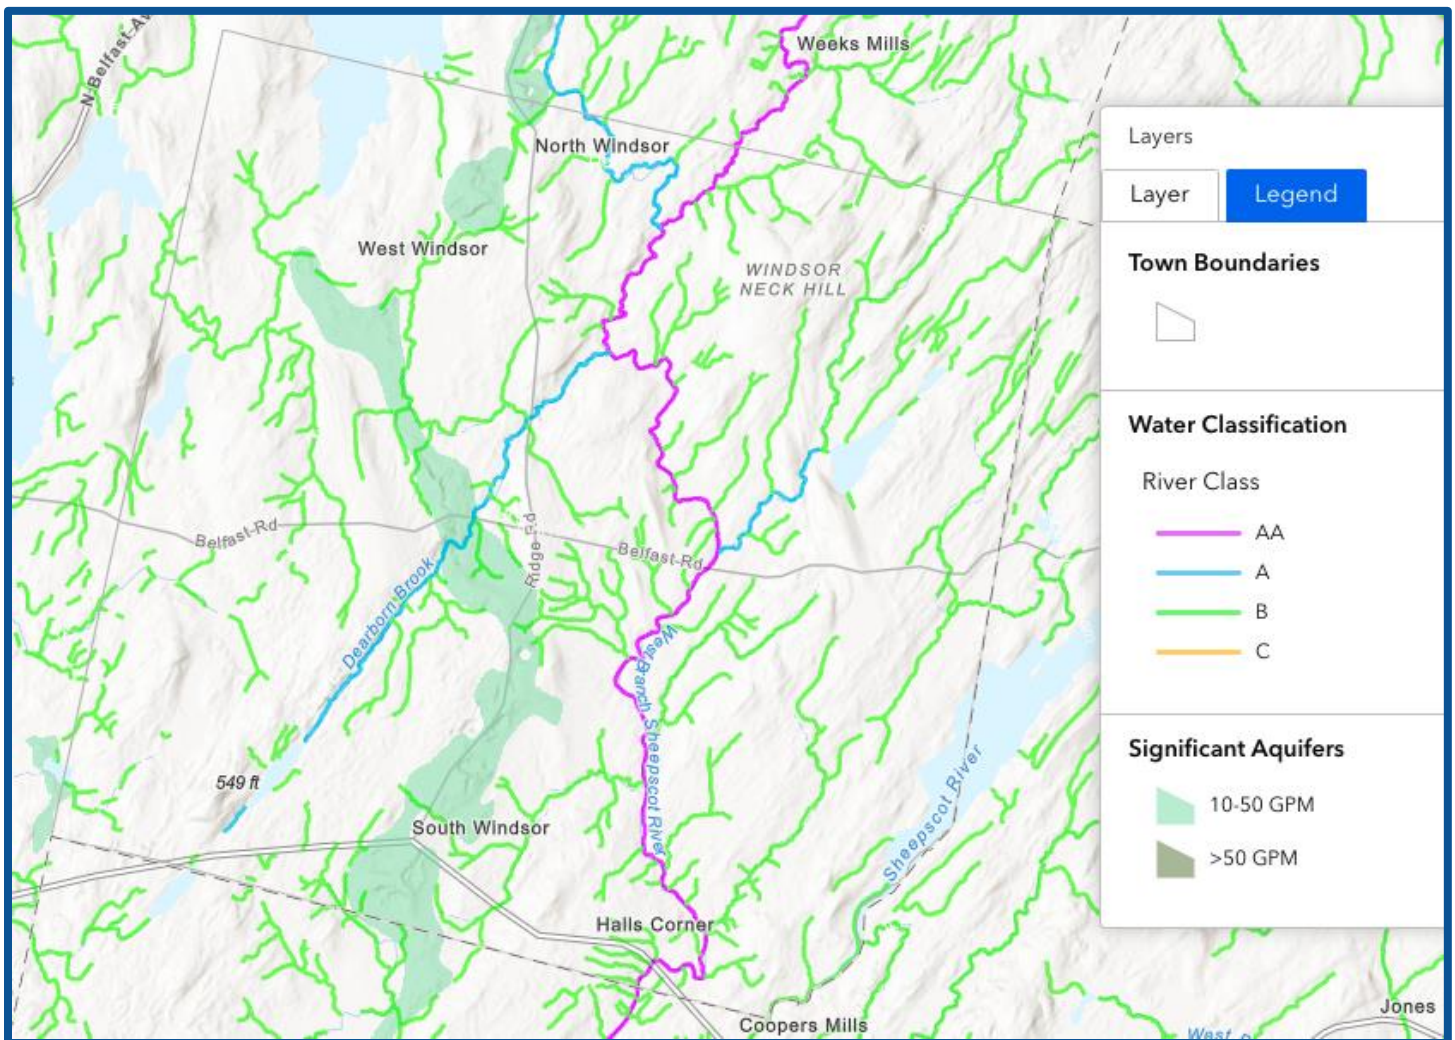 N Belfast Av
Weeks Mills
North Windsor
West Windsor
WINDSOR
NECK HILL
Belfast Rd
Ridge Rd
Belfast Rd
Dearborn Brook
West Branch Sheepscot River
549 ft
South Windsor
Sheepscot River
Halls Corner
Coopers Mills
Jones
Layers
Layer
Legend
Town Boundaries
Water Classification
River Class
AA
A
B
C
Significant Aquifers
10-50 GPM
>50 GPM